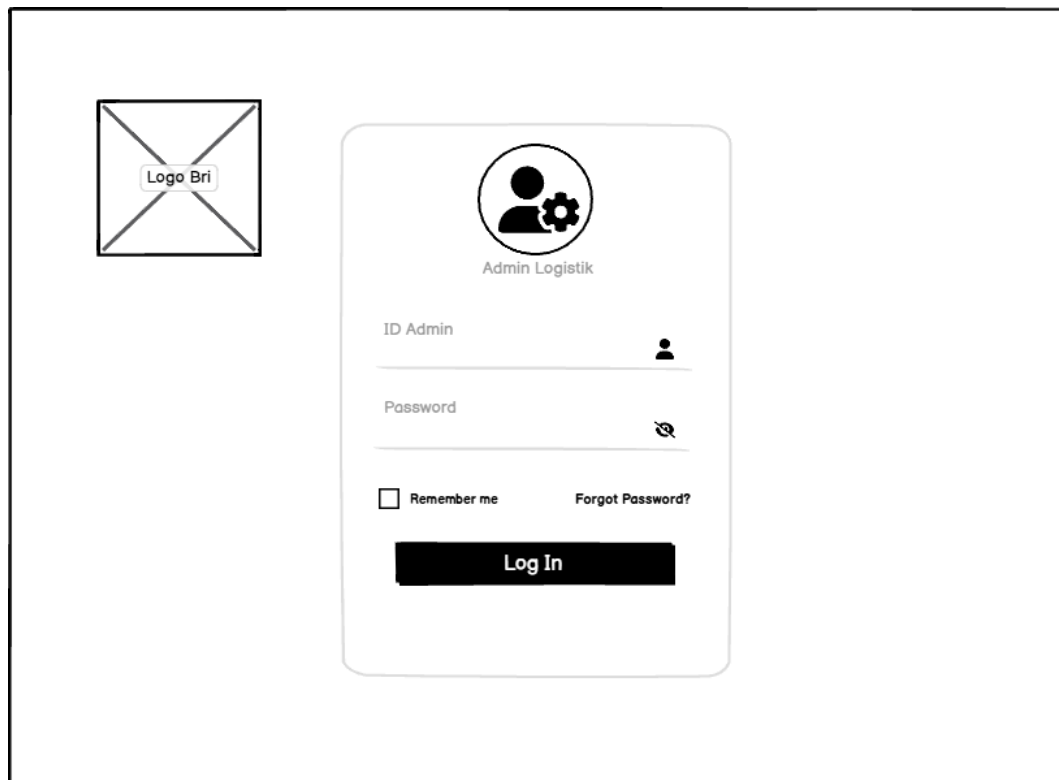 Logo Bri
Admin Logistik
ID Admin
Password
Remember me
Forgot Password?
Log In